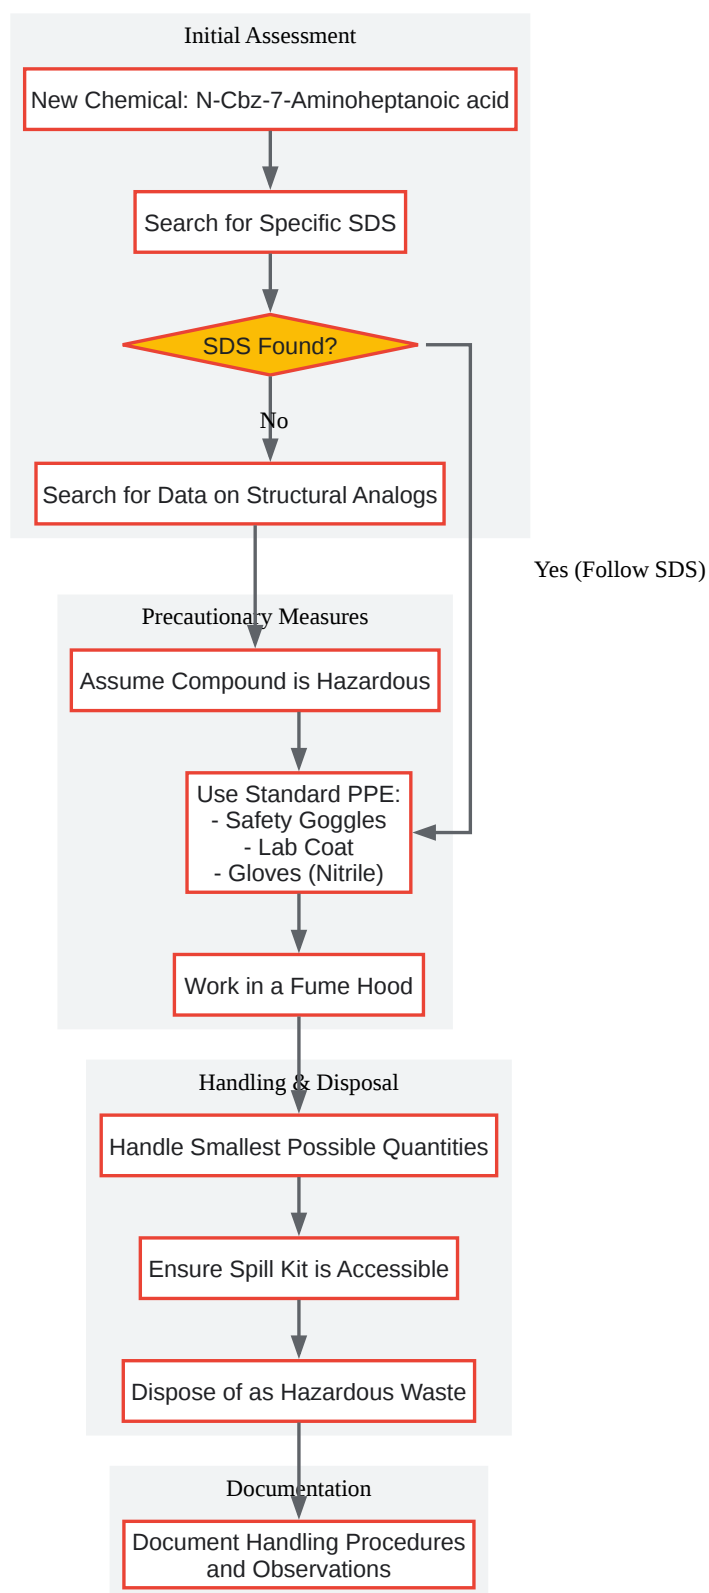 Initial Assessment
New Chemical: N-Cbz-7-Aminoheptanoic acid
Search for Specific SDS
SDS Found?
No
Search for Data on Structural Analogs
Yes (Follow SDS)
Precautionary Measures
Assume Compound is Hazardous
Use Standard PPE:
- Safety Goggles
- Lab Coat
- Gloves (Nitrile)
Work in a Fume Hood
Handling & Disposal
Handle Smallest Possible Quantities
Ensure Spill Kit is Accessible
Dispose of as Hazardous Waste
Documentation
Document Handling Procedures
and Observations